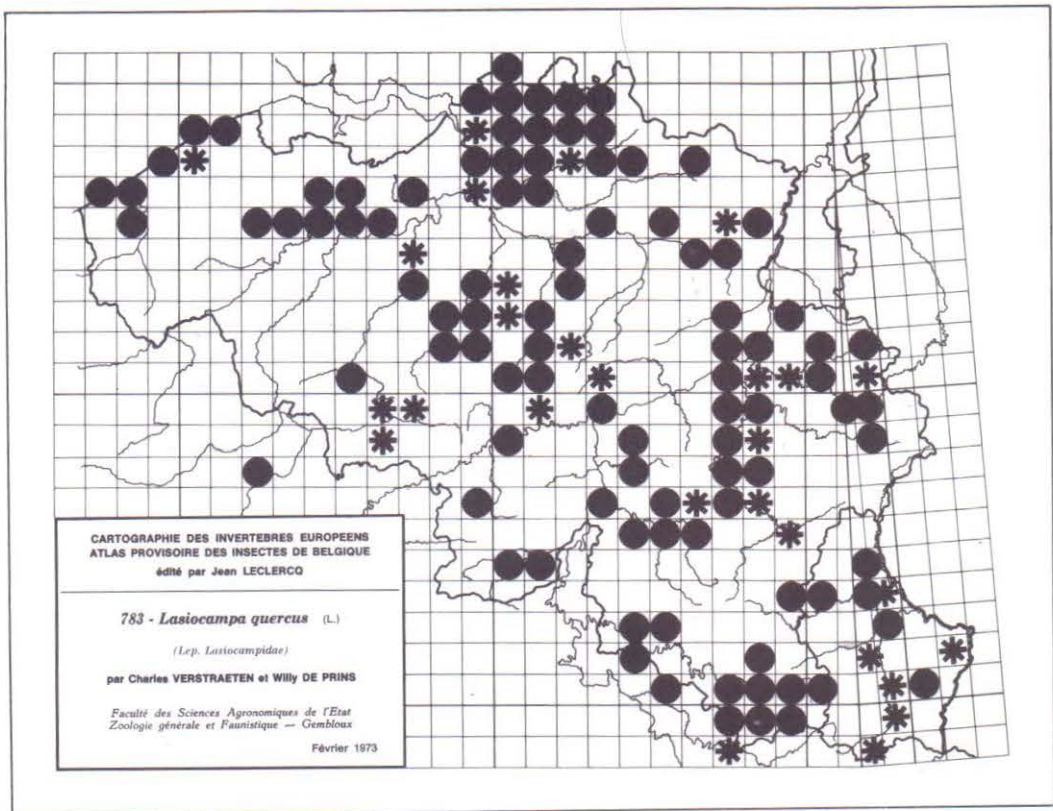 CARTOGRAPHIE DES INVERTEBRES EUROPEENS
ATLAS PROVISOIRE DES INSECTES DE BELGIQUE
édité par Jean LECLERCQ
783 - Lasiocampa quercus (L.)
(Lep. Lasiocampidae)
par Charles VERSTRAETEN et Willy DE PRINS
Faculté des Sciences Agronomiques de l'Etat
Zoologie générale et Faunistique — Gembloux
Février 1973